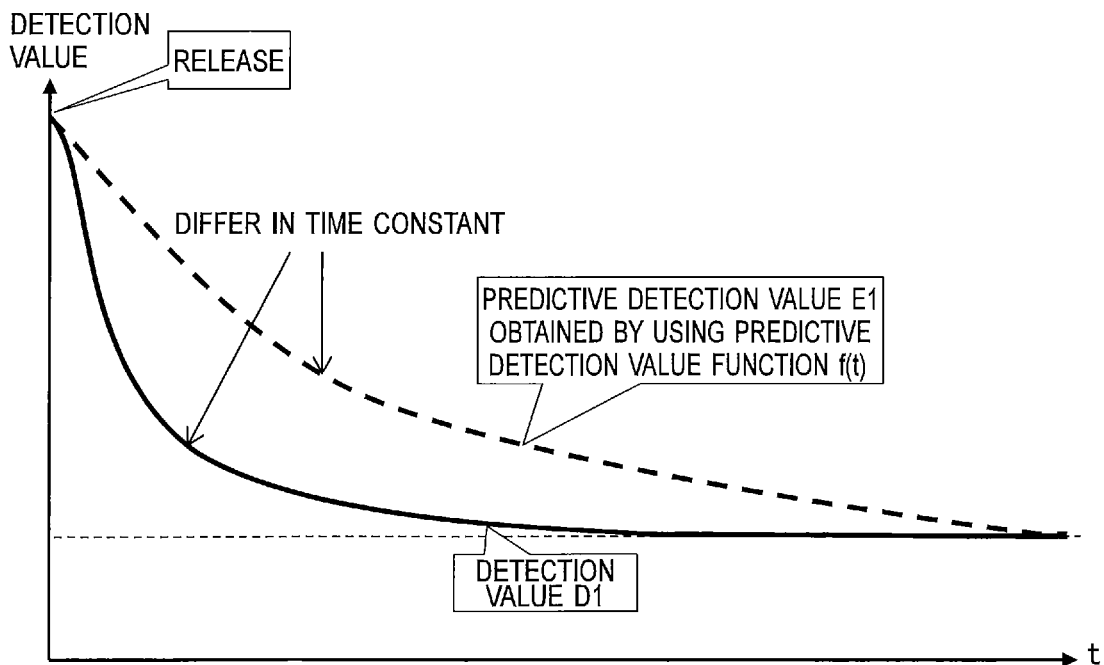 DETECTION
VALUE
RELEASE
DIFFER IN TIME CONSTANT
PREDICTIVE DETECTION VALUE E1
OBTAINED BY USING PREDICTIVE
DETECTION VALUE FUNCTION f(t)
DETECTION
VALUE D1
t